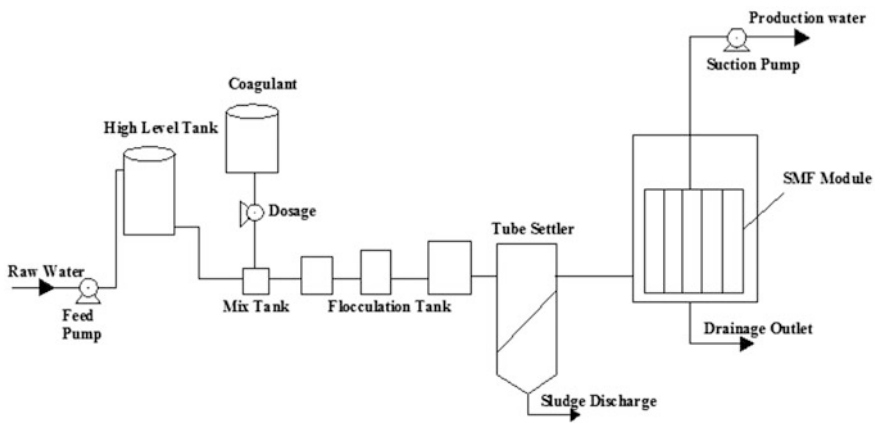 Production water
Suction Pump
Coagulant
High Level Tank
SMF Module
Dosage
Tube Settler
Raw Water
Mix Tank
Flocculation Tank
Feed
Pump
Drainage Outlet
Sludge Discharge